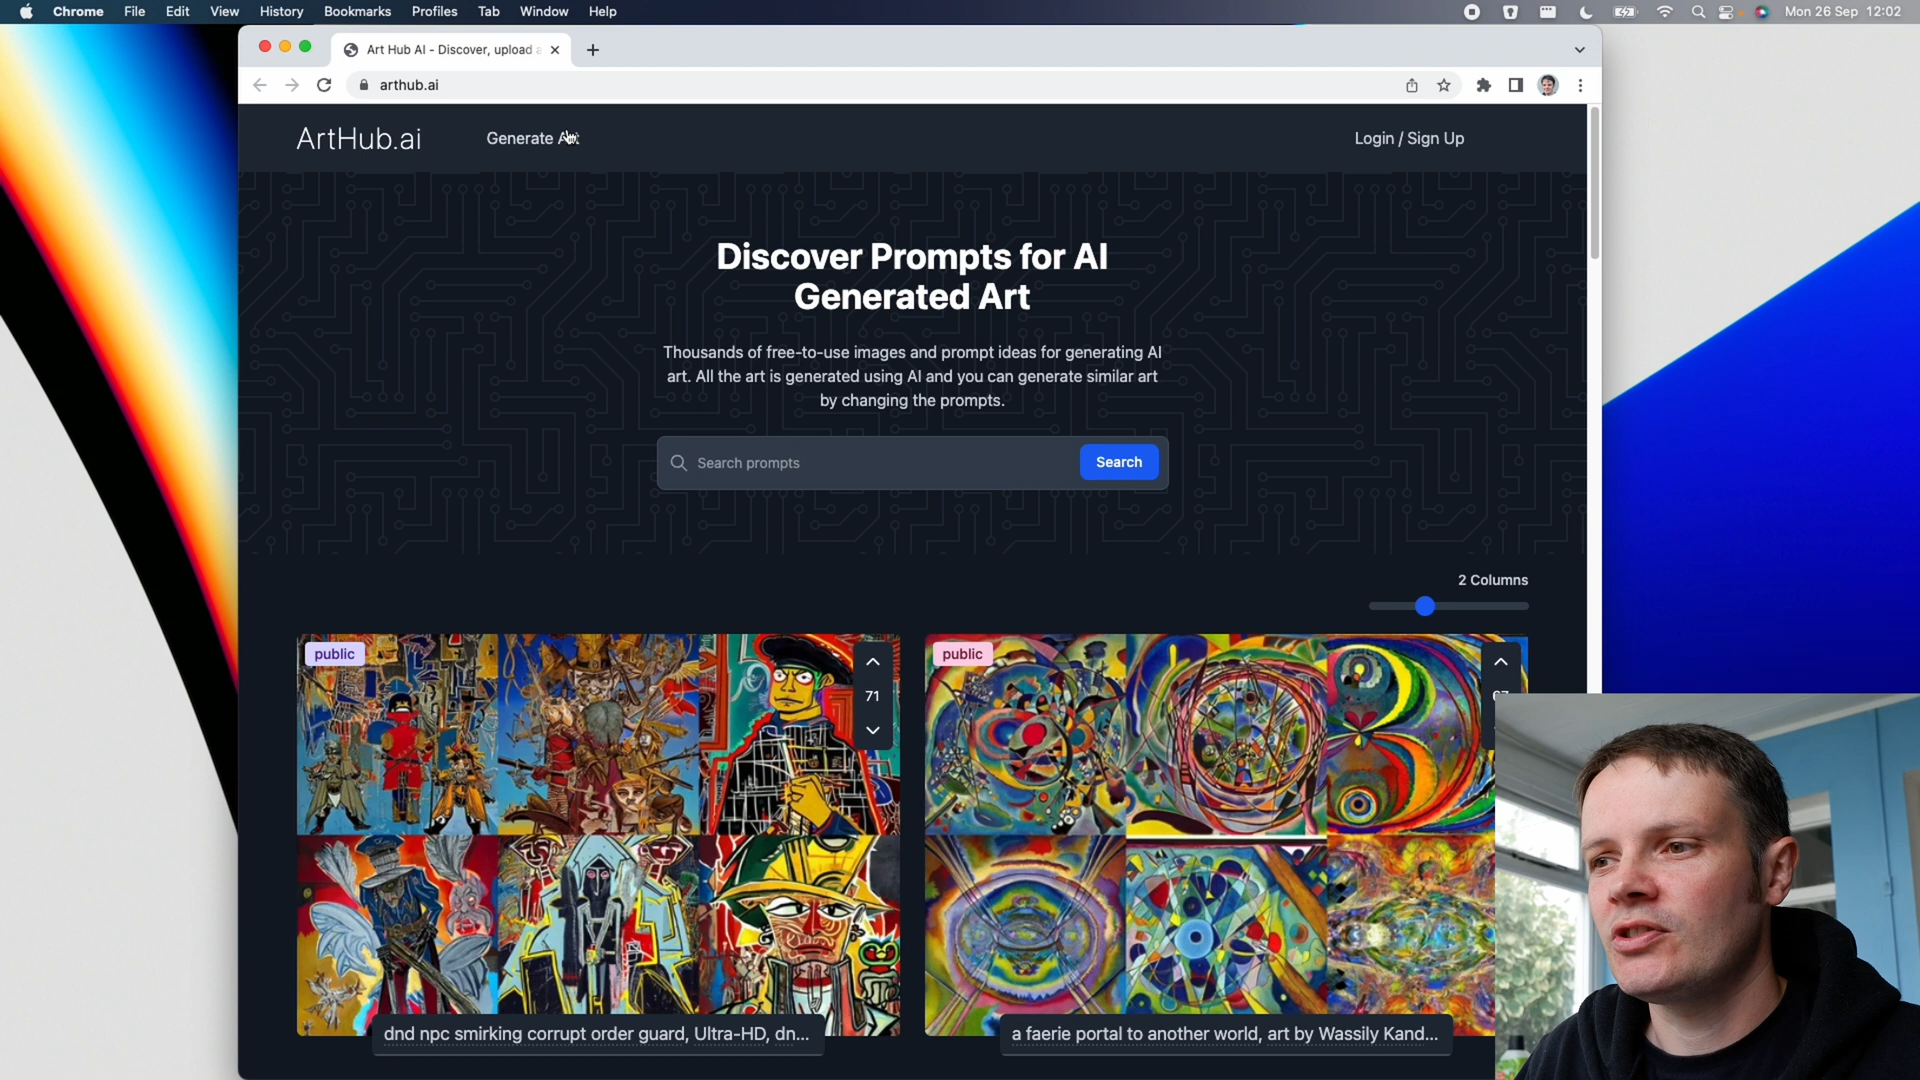 Chrome File Edit View History Bookmarks Profiles Tab Window Help
Mon 26 Sep 12:02
Art Hub AI - Discover, upload a
arthub.ai
ArtHub.ai
Generate Art
Login / Sign Up
Discover Prompts for AI
Generated Art
Thousands of free-to-use images and prompt ideas for generating AI
art. All the art is generated using AI and you can generate similar art
by changing the prompts.
Search prompts
Search
2 Columns
public
71
public
67
dnd npc smirking corrupt order guard, Ultra-HD, dn...
a faerie portal to another world, art by Wassily Kand...